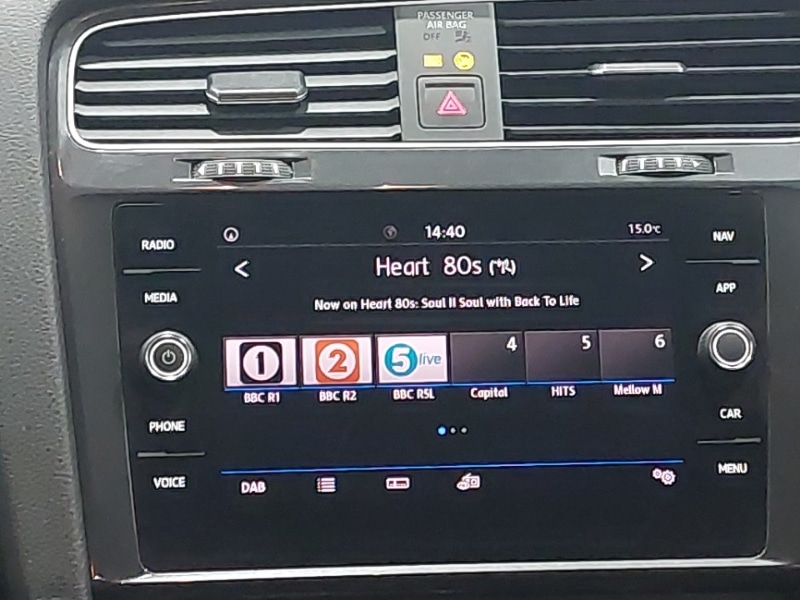 PASSENGER
AIR BAG
OFF
RADIO
MEDIA
PHONE
VOICE
NAV
APP
CAR
MENU
14:40
15.0°C
< Heart 80s >
Now on Heart 80s: Soul II Soul with Back To Life
1 2 5 live 4 5 6
BBC R1 BBC R2 BBC R5L Capital HITS Mellow M
DAB